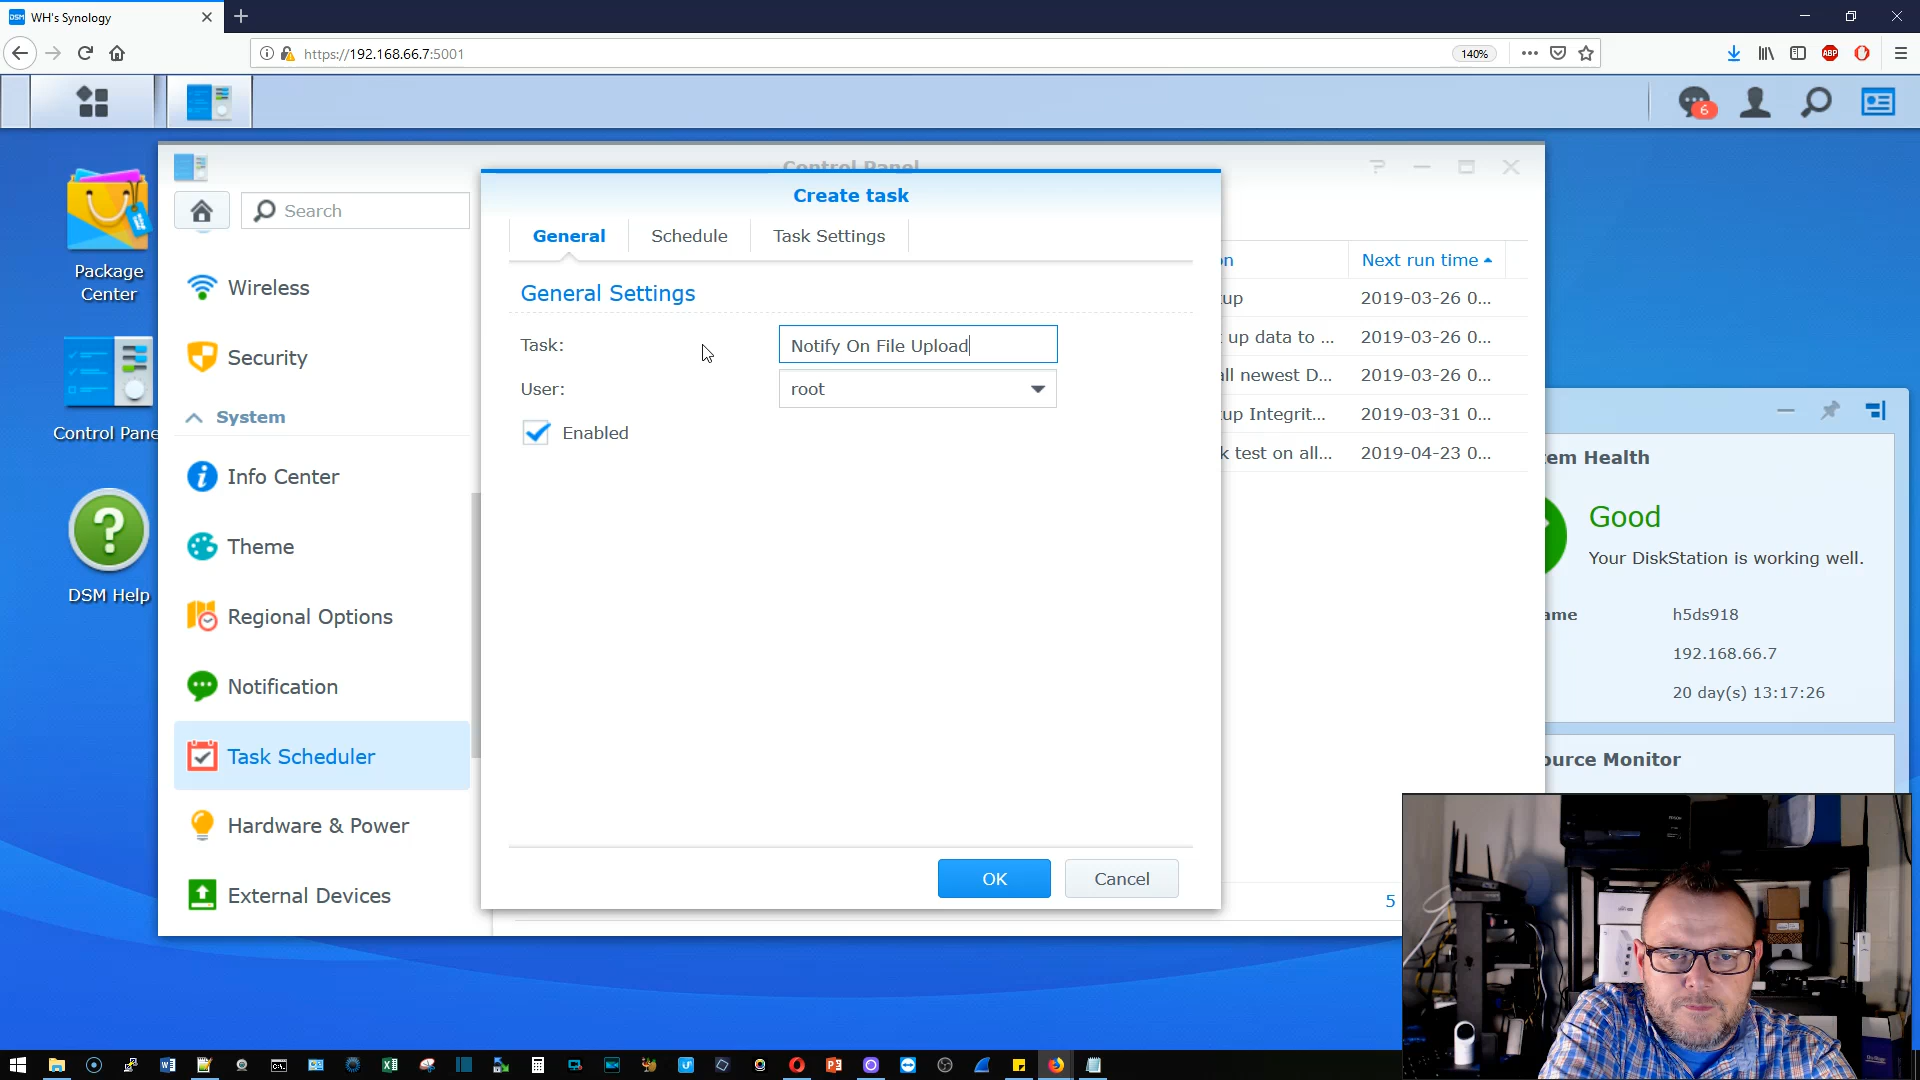 WH's Synology
https://192.168.66.7:5001
140%
ABP
6
Control Panel
Create task
Search
General
Schedule
Task Settings
on
Next run time
Package
Center
Wireless
General Settings
up
2019-03-26 0...
Task:
Notify On File Upload
up data to ...
2019-03-26 0...
Security
all newest D...
2019-03-26 0...
User:
root
System
up Integrit...
2019-03-31 0...
Control Pane
Enabled
k test on all...
2019-04-23 0...
em Health
Info Center
Good
Theme
Your DiskStation is working well.
DSM Help
Regional Options
ame
h5ds918
192.168.66.7
Notification
20 day(s) 13:17:26
Task Scheduler
ource Monitor
Hardware & Power
OK
Cancel
External Devices
5